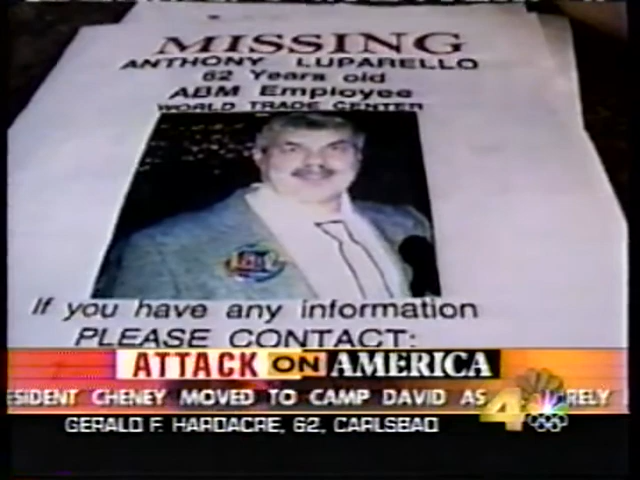 MISSING
ANTHONY LUPARELLO
62 Years old
ABM Employee
WORLD TRADE CENTER
If you have any information
PLEASE CONTACT:
ATTACK ON AMERICA
ESIDENT CHENEY MOVED TO CAMP DAVID AS RELY
4
GERALD F. HARDACRE, 62, CARLSBAD